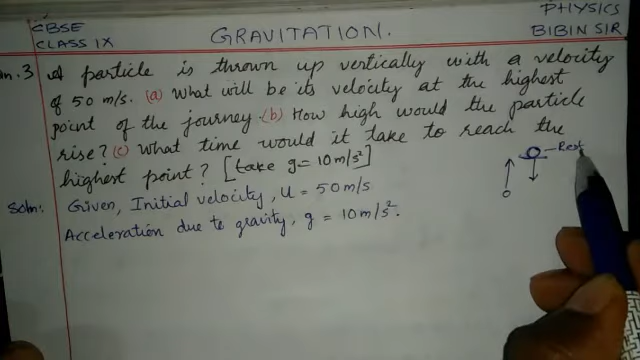 CBSE
CLASS IX
GRAVITATION.
PHYSICS
BIBIN SIR
n.3 A particle is thrown up vertically with a velocity
of 50 m/s. (a) What will be its velocity at the highest
point of the journey. (b) How high would the particle
rise? (c) What time would it take to reach the
highest point? [take g = 10 m/s²]
Soln: Given, Initial velocity, u = 50 m/s
Acceleration due to gravity, g = 10 m/s².
Rest